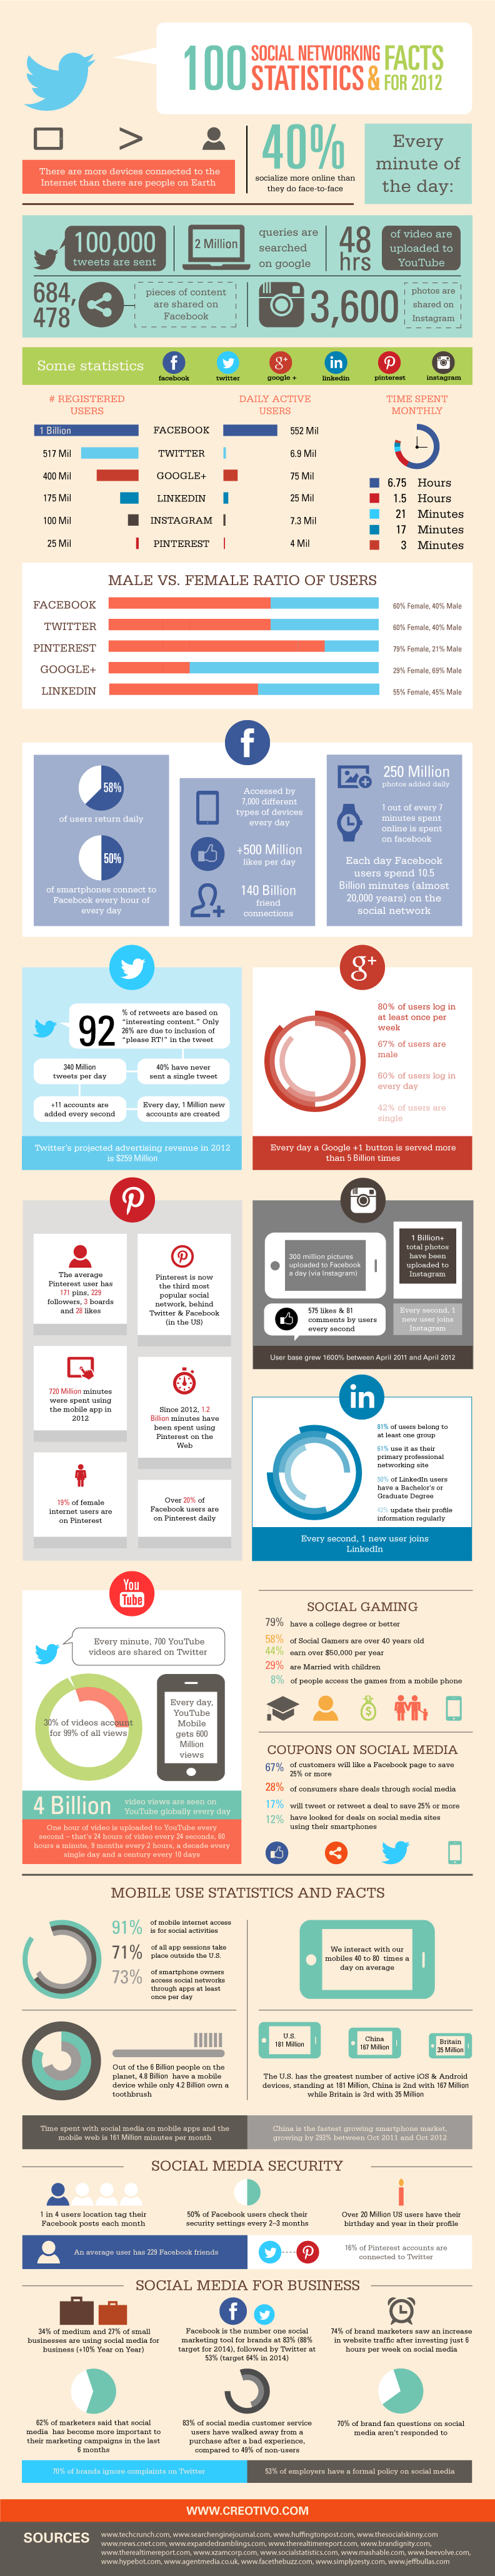 100 SOCIAL NETWORKING FACTS
STATISTICS & FOR 2012
There are more devices connected to the
Internet than there are people on Earth
40%
socialize more online than
they do face-to-face
Every
minute of
the day:
100,000
tweets are sent
2 Million
queries are
searched
on google
48
hrs
of video are
uploaded to
YouTube
684,
478
pieces of content
are shared on
Facebook
3,600
photos are
shared on
Instagram
Some statistics
facebook twitter google + linkedin pinterest instagram
# REGISTERED
USERS
DAILY ACTIVE
USERS
TIME SPENT
MONTHLY
1 Billion FACEBOOK 552 Mil
517 Mil TWITTER 6.9 Mil
400 Mil GOOGLE+ 75 Mil
175 Mil LINKEDIN 25 Mil
100 Mil INSTAGRAM 7.3 Mil
25 Mil PINTEREST 4 Mil
6.75 Hours
1.5 Hours
21 Minutes
17 Minutes
3 Minutes
MALE VS. FEMALE RATIO OF USERS
FACEBOOK 60% Female, 40% Male
TWITTER 60% Female, 40% Male
PINTEREST 79% Female, 21% Male
GOOGLE+ 29% Female, 69% Male
LINKEDIN 55% Female, 45% Male
58%
of users return daily
50%
of smartphones connect to
Facebook every hour of
every day
Accessed by
7,000 different
types of devices
every day
+500 Million
likes per day
140 Billion
friend
connections
250 Million
photos added daily
1 out of every 7
minutes spent
online is spent
on facebook
Each day Facebook
users spend 10.5
Billion minutes (almost
20,000 years) on the
social network
92
% of retweets are based on
"interesting content." Only
26% are due to inclusion of
"please RT!" in the tweet
340 Million
tweets per day
40% have never
sent a single tweet
+11 accounts are
added every second
Every day, 1 Million new
accounts are created
Twitter's projected advertising revenue in 2012
is $259 Million
80% of users log in
at least once per
week
67% of users are
male
60% of users log in
every day
42% of users are
single
Every day a Google +1 button is served more
than 5 Billion times
The average
Pinterest user has
171 pins, 229
followers, 3 boards
and 28 likes
Pinterest is now
the third most
popular social
network, behind
Twitter & Facebook
(in the US)
720 Million minutes
were spent using
the mobile app in
2012
Since 2012, 1.2
Billion minutes have
been spent using
Pinterest on the
Web
19% of female
internet users are
on Pinterest
Over 20% of
Facebook users are
on Pinterest daily
300 million pictures
uploaded to Facebook
a day (via Instagram)
1 Billion+
total photos
have been
uploaded to
Instagram
575 likes & 81
comments by users
every second
Every second, 1
new user joins
Instagram
User base grew 1600% between April 2011 and April 2012
in
81% of users belong to
at least one group
61% use it as their
primary professional
networking site
50% of LinkedIn users
have a Bachelor's or
Graduate Degree
42% update their profile
information regularly
Every second, 1 new user joins
LinkedIn
You
Tube
Every minute, 700 YouTube
videos are shared on Twitter
30% of videos account
for 99% of all views
Every day,
YouTube
Mobile
gets 600
Million
views
4 Billion
video views are seen on
YouTube globally every day
One hour of video is uploaded to YouTube every
second – that's 24 hours of video every 24 seconds, 60
hours a minute, 9 months every 2 hours, a decade every
single day and a century every 10 days
SOCIAL GAMING
79% have a college degree or better
58% of Social Gamers are over 40 years old
44% earn over $50,000 per year
29% are Married with children
8% of people access the games from a mobile phone
COUPONS ON SOCIAL MEDIA
67% of customers will like a Facebook page to save
25% or more
28% of consumers share deals through social media
17% will tweet or retweet a deal to save 25% or more
12% have looked for deals on social media sites
using their smartphones
MOBILE USE STATISTICS AND FACTS
91% of mobile internet access
is for social activities
71% of all app sessions take
place outside the U.S.
73% of smartphone owners
access social networks
through apps at least
once per day
We interact with our
mobiles 40 to 80 times a
day on average
Out of the 6 Billion people on the
planet, 4.8 Billion have a mobile
device while only 4.2 Billion own a
toothbrush
U.S.
181 Million
China
167 Million
Britain
35 Million
The U.S. has the greatest number of active iOS & Android
devices, standing at 181 Million, China is 2nd with 167 Million
while Britain is 3rd with 35 Million
Time spent with social media on mobile apps and the
mobile web is 161 Million minutes per month
China is the fastest growing smartphone market,
growing by 293% between Oct 2011 and Oct 2012
SOCIAL MEDIA SECURITY
1 in 4 users location tag their
Facebook posts each month
50% of Facebook users check their
security settings every 2–3 months
Over 20 Million US users have their
birthday and year in their profile
An average user has 229 Facebook friends
16% of Pinterest accounts are
connected to Twitter
SOCIAL MEDIA FOR BUSINESS
34% of medium and 27% of small
businesses are using social media for
business (+10% Year on Year)
Facebook is the number one social
marketing tool for brands at 83% (88%
target for 2014), followed by Twitter at
53% (target 64% in 2014)
74% of brand marketers saw an increase
in website traffic after investing just 6
hours per week on social media
62% of marketers said that social
media has become more important to
their marketing campaigns in the last
6 months
83% of social media customer service
users have walked away from a
purchase after a bad experience,
compared to 49% of non-users
70% of brand fan questions on social
media aren't responded to
70% of brands ignore complaints on Twitter
53% of employers have a formal policy on social media
WWW.CREOTIVO.COM
SOURCES
www.techcrunch.com, www.searchenginejournal.com, www.huffingtonpost.com, www.thesocialskinny.com
www.news.cnet.com, www.expandedramblings.com, www.therealtimereport.com, www.brandignity.com,
www.therealtimereport.com, www.xzamcorp.com, www.socialstatistics.com, www.mashable.com, www.beevolve.com,
www.hypebot.com, www.agentmedia.co.uk, www.facethebuzz.com, www.simplyzesty.com, www.jeffbullas.com